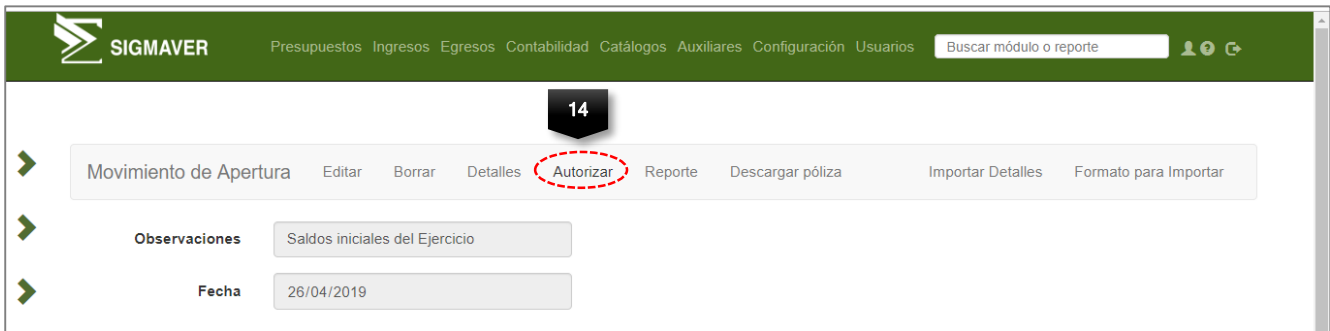 SIGMAVER Presupuestos Ingresos Egresos Contabilidad Catálogos Auxiliares Configuración Usuarios Buscar módulo o reporte
14
Movimiento de Apertura Editar Borrar Detalles Autorizar Reporte Descargar póliza Importar Detalles Formato para Importar
Observaciones Saldos iniciales del Ejercicio
Fecha 26/04/2019